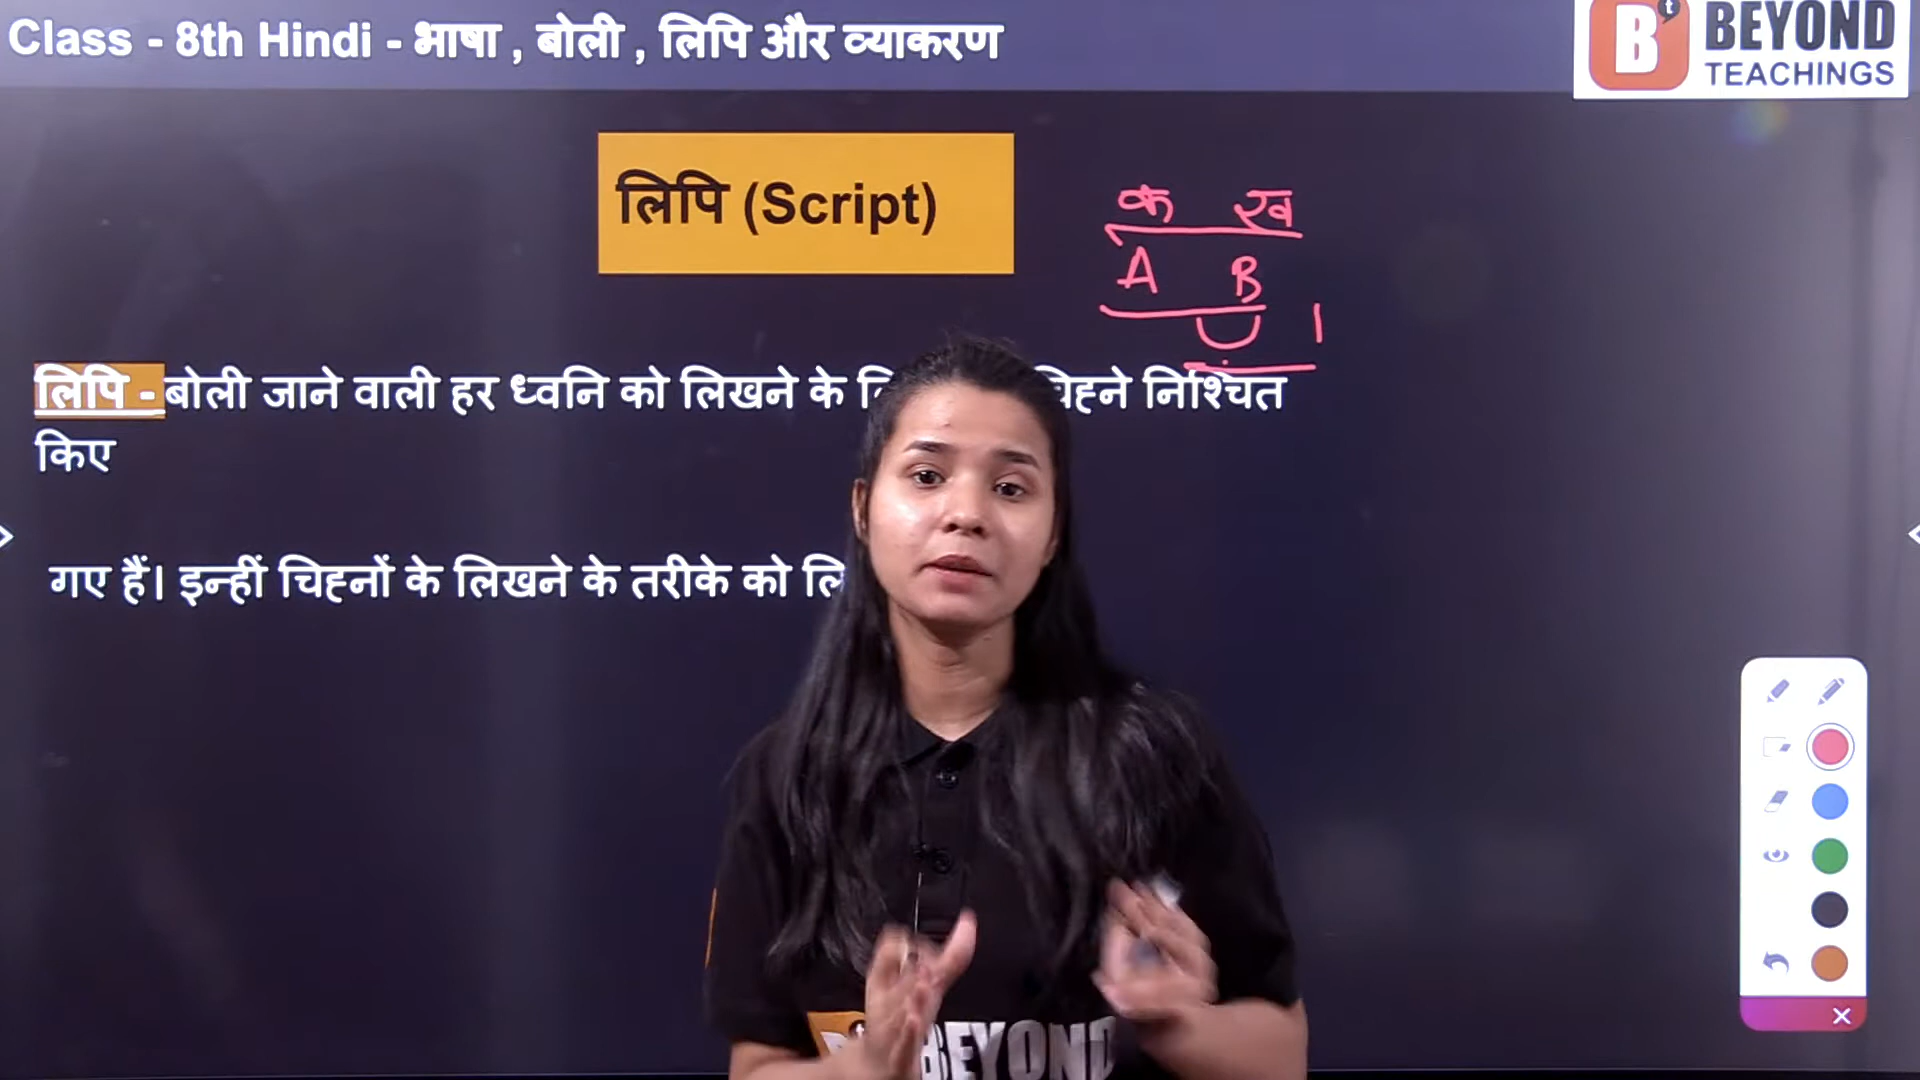 Class - 8th Hindi - भाषा , बोली , लिपि और व्याकरण
B t BEYOND
TEACHINGS
लिपि (Script)
क ख
A B
लिपि - बोली जाने वाली हर ध्वनि को लिखने के चिह्ने निश्चित
किए
गए हैं। इन्हीं चिह्नों के लिखने के तरीके को
BEYOND